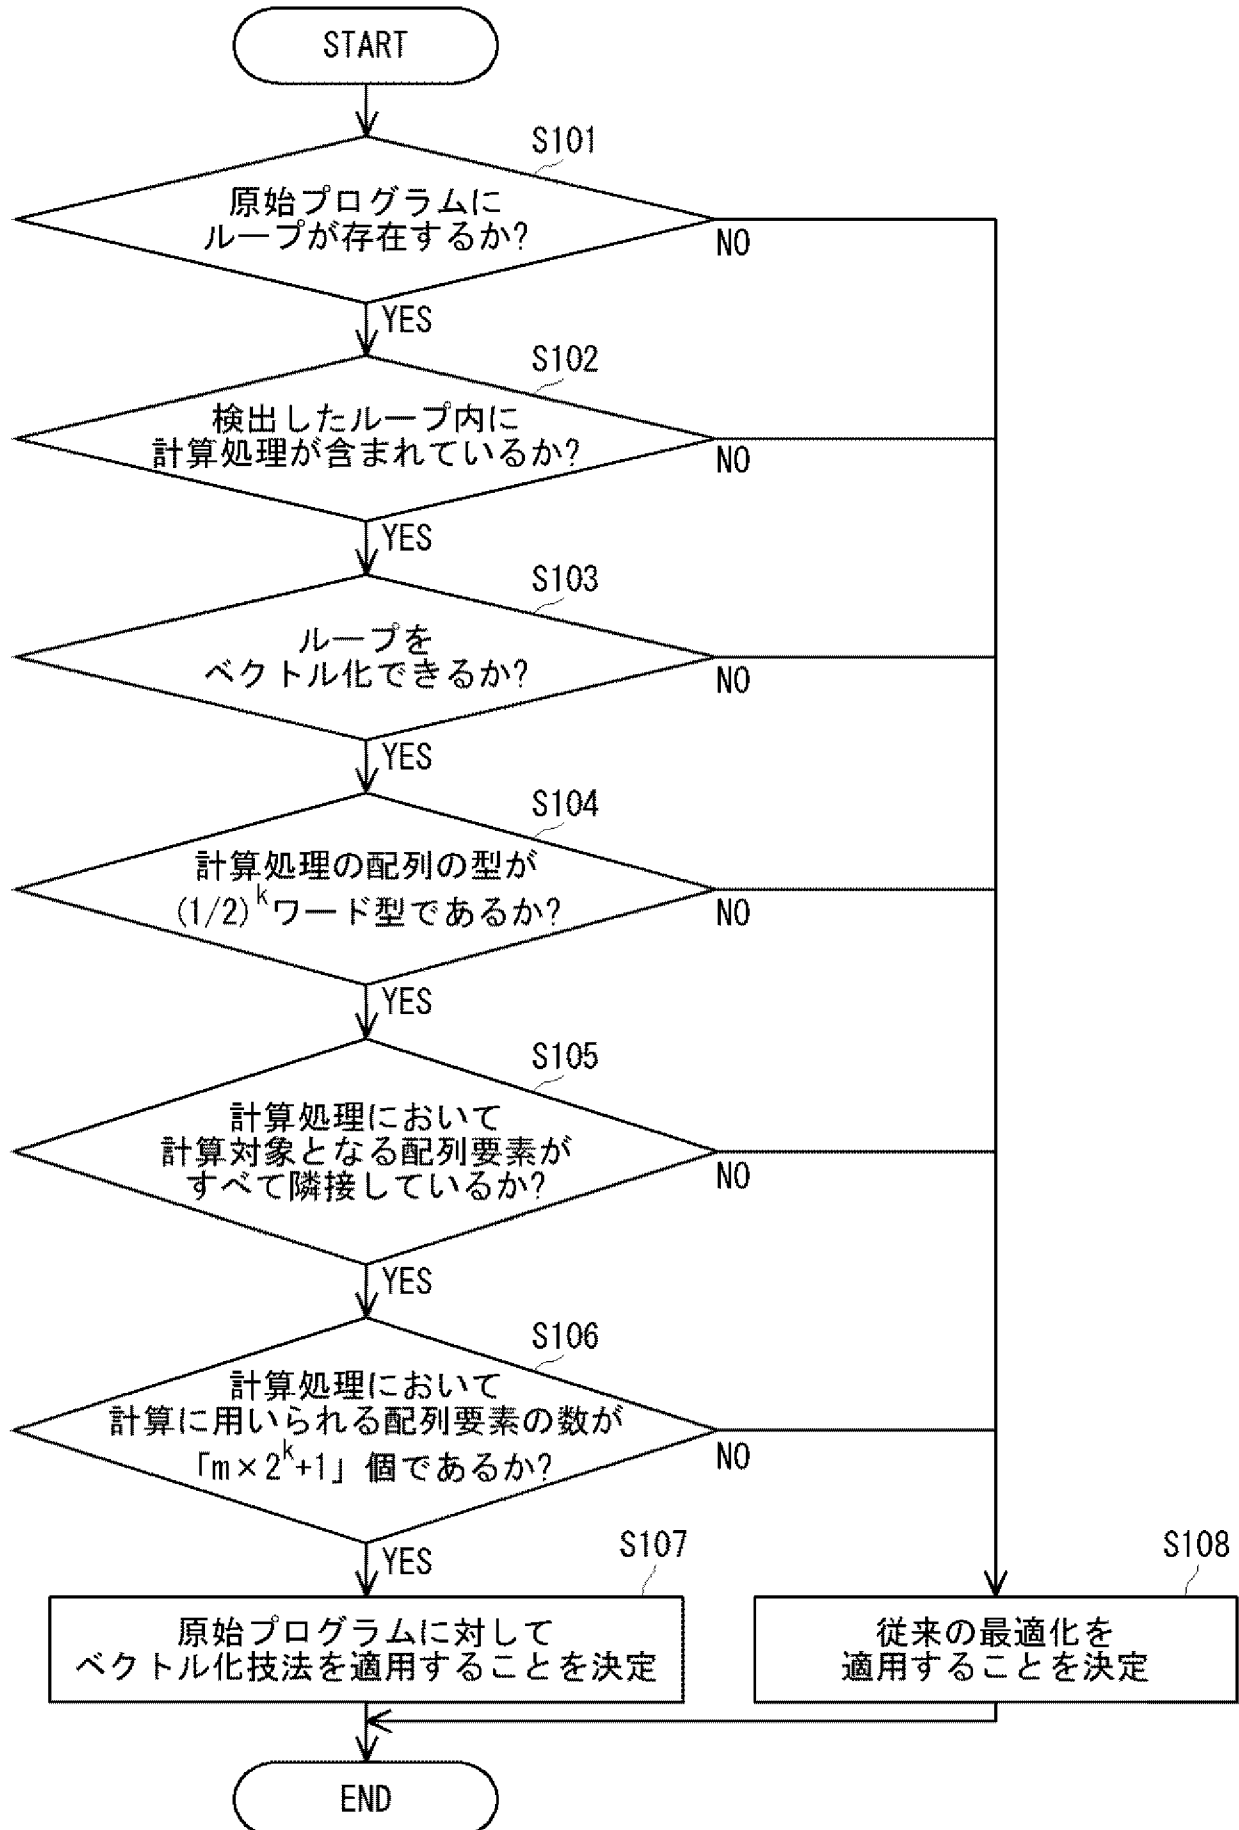 START
S101
原始プログラムに
ループが存在するか?
NO
YES
S102
検出したループ内に
計算処理が含まれているか?
NO
YES
S103
ループを
ベクトル化できるか?
NO
YES
S104
計算処理の配列の型が
(1/2)^kワード型であるか?
NO
YES
S105
計算処理において
計算対象となる配列要素が
すべて隣接しているか?
NO
YES
S106
計算処理において
計算に用いられる配列要素の数が
「m×2^k+1」個であるか?
NO
YES
S107
原始プログラムに対して
ベクトル化技法を適用することを決定
S108
従来の最適化を
適用することを決定
END